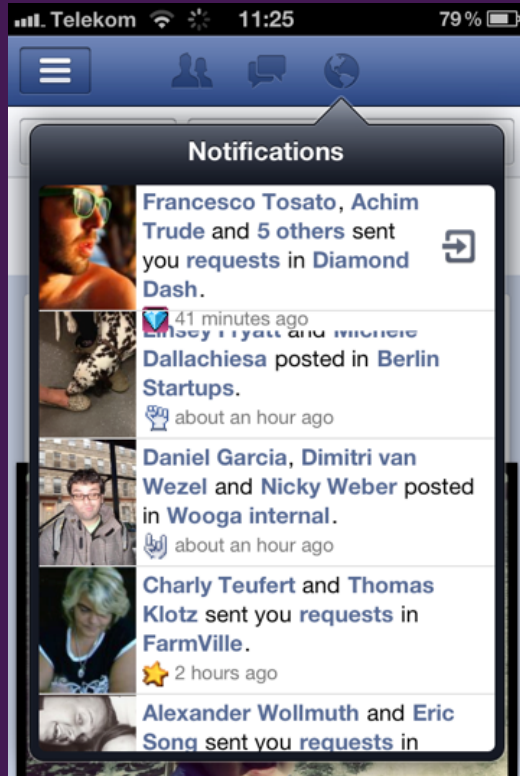 Telekom 11:25 79 %
Notifications
Francesco Tosato, Achim
Trude and 5 others sent
you requests in Diamond
Dash.
41 minutes ago
and Michele
Dallachiesa posted in Berlin
Startups.
about an hour ago
Daniel Garcia, Dimitri van
Wezel and Nicky Weber posted
in Wooga internal.
about an hour ago
Charly Teufert and Thomas
Klotz sent you requests in
FarmVille.
2 hours ago
Alexander Wollmuth and Eric
Song sent you requests in